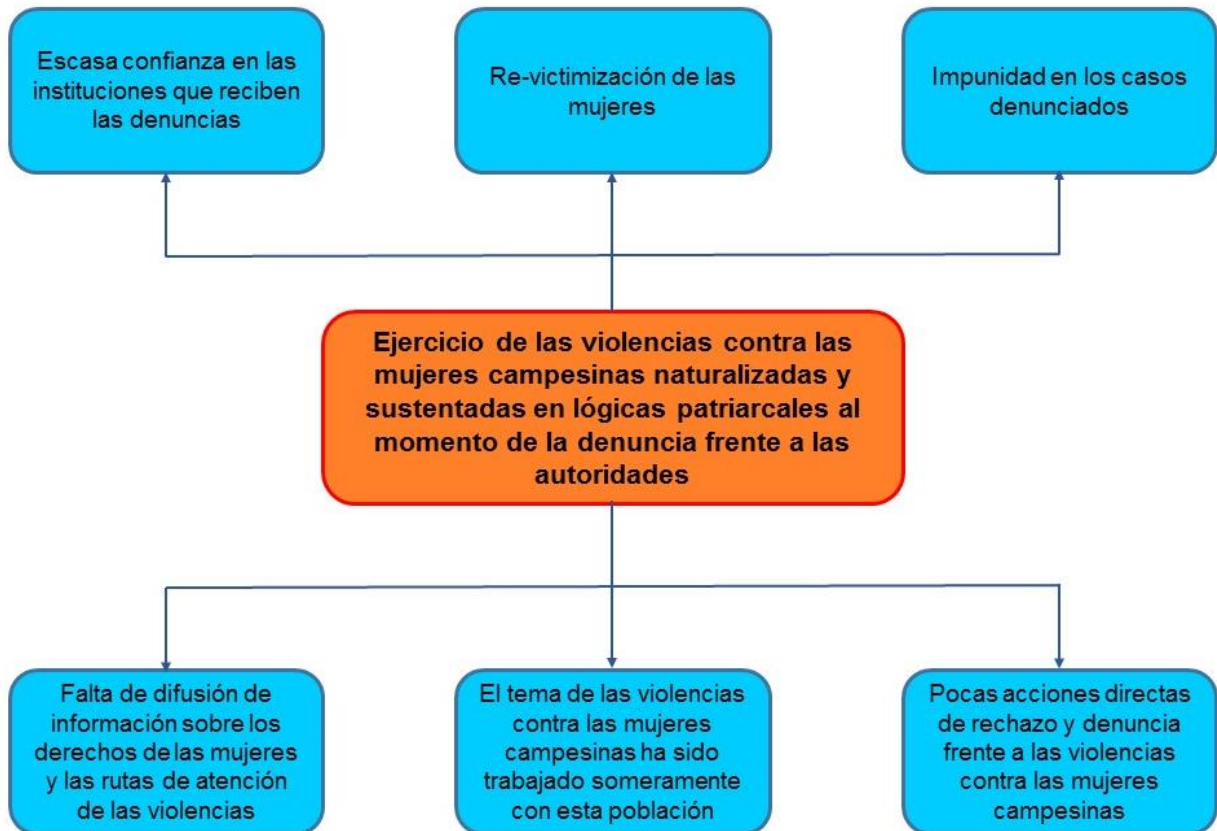 Escasa confianza en las
instituciones que reciben
las denuncias
Re-victimización de las
mujeres
Impunidad en los casos
denunciados
Ejercicio de las violencias contra las
mujeres campesinas naturalizadas y
sustentadas en lógicas patriarcales al
momento de la denuncia frente a las
autoridades
Falta de difusión de
información sobre los
derechos de las mujeres
y las rutas de atención
de las violencias
El tema de las violencias
contra las mujeres
campesinas ha sido
trabajado someramente
con esta población
Pocas acciones directas
de rechazo y denuncia
frente a las violencias
contra las mujeres
campesinas